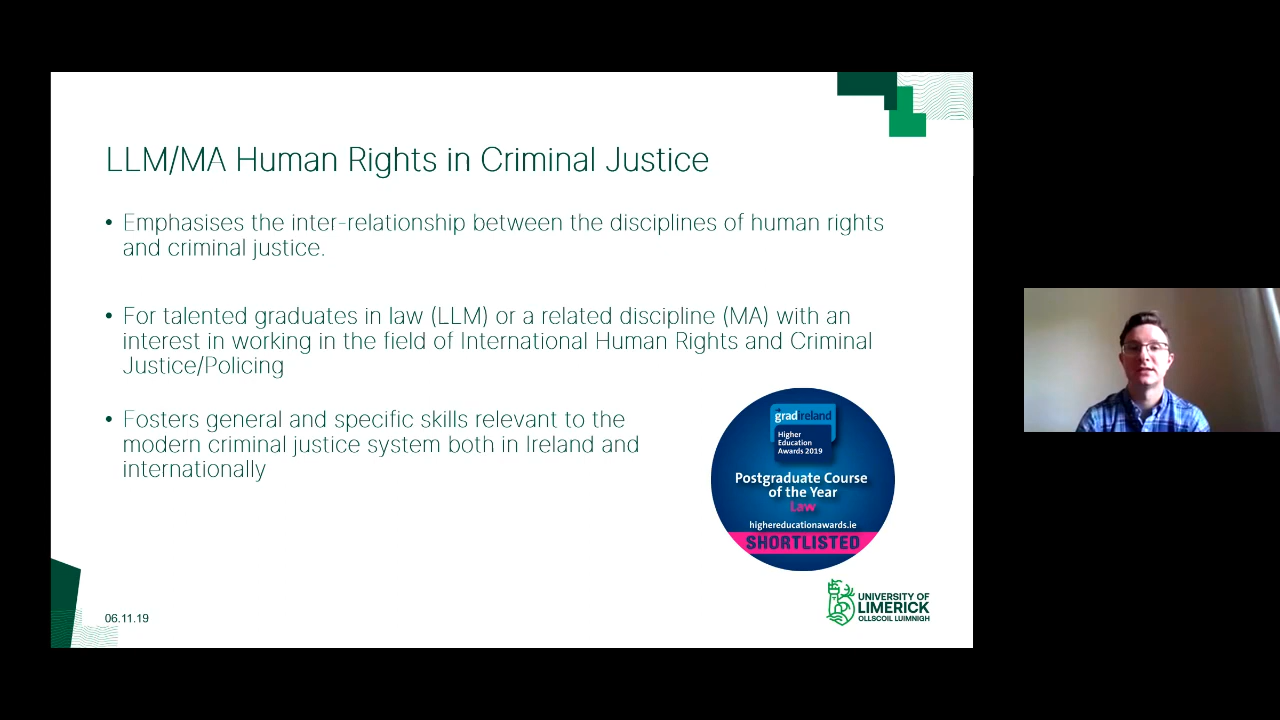 LLM/MA Human Rights in Criminal Justice
• Emphasises the inter-relationship between the disciplines of human rights
and criminal justice.
• For talented graduates in law (LLM) or a related discipline (MA) with an
interest in working in the field of International Human Rights and Criminal
Justice/Policing
• Fosters general and specific skills relevant to the
modern criminal justice system both in Ireland and
internationally
gradireland
Higher
Education
Awards 2019
Postgraduate Course
of the Year
Law
highereducationawards.ie
SHORTLISTED
06.11.19
UNIVERSITY OF
LIMERICK
OLLSCOIL LUIMNIGH